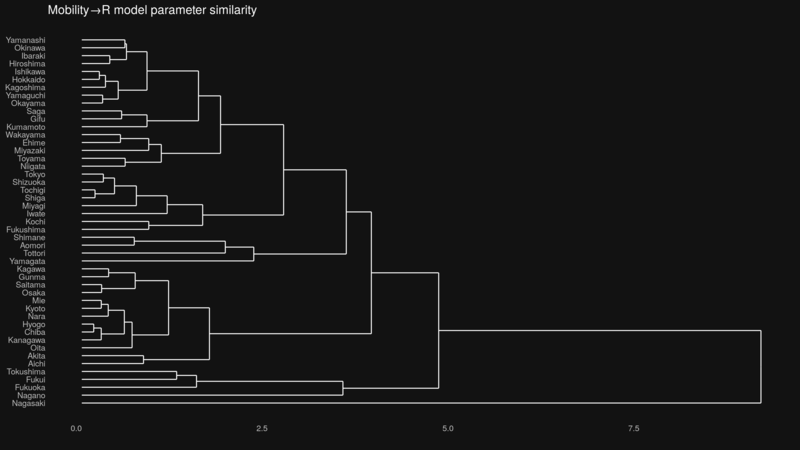 Mobility→R model parameter similarity
Yamanashi
Okinawa
Ibaraki
Hiroshima
Ishikawa
Hokkaido
Kagoshima
Yamaguchi
Okayama
Saga
Gifu
Kumamoto
Wakayama
Ehime
Miyazaki
Toyama
Niigata
Tokyo
Shizuoka
Tochigi
Shiga
Miyagi
Iwate
Kochi
Fukushima
Shimane
Aomori
Tottori
Yamagata
Kagawa
Gunma
Saitama
Osaka
Mie
Kyoto
Nara
Hyogo
Chiba
Kanagawa
Oita
Akita
Aichi
Tokushima
Fukui
Fukuoka
Nagano
Nagasaki
0.0 2.5 5.0 7.5